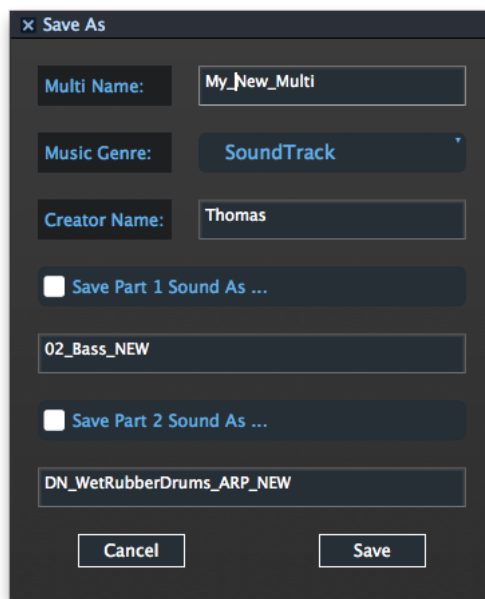 Save As
Multi Name: My_New_Multi
Music Genre: SoundTrack
Creator Name: Thomas
Save Part 1 Sound As ...
02_Bass_NEW
Save Part 2 Sound As ...
DN_WetRubberDrums_ARP_NEW
Cancel Save